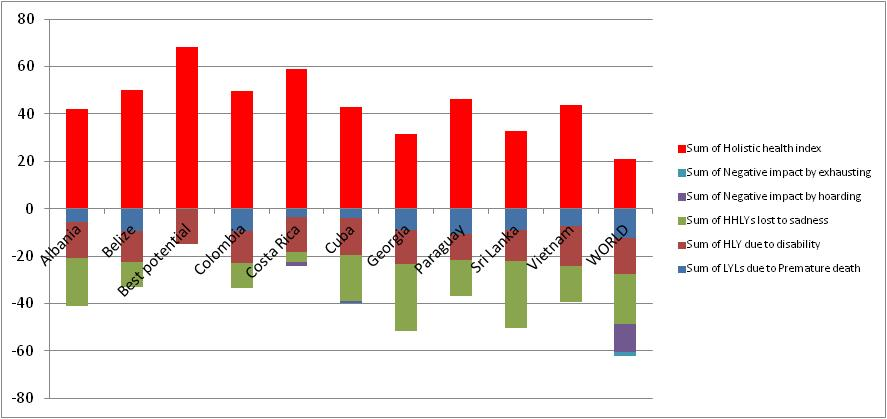 80
60
40
20
0
-20
-40
-60
-80
Albania
Belize
Best potential
Colombia
Costa Rica
Cuba
Georgia
Paraguay
Sri Lanka
Vietnam
WORLD
Sum of Holistic health index
Sum of Negative impact by exhausting
Sum of Negative impact by hoarding
Sum of HHLYs lost to sadness
Sum of HLY due to disability
Sum of LYLs due to Premature death